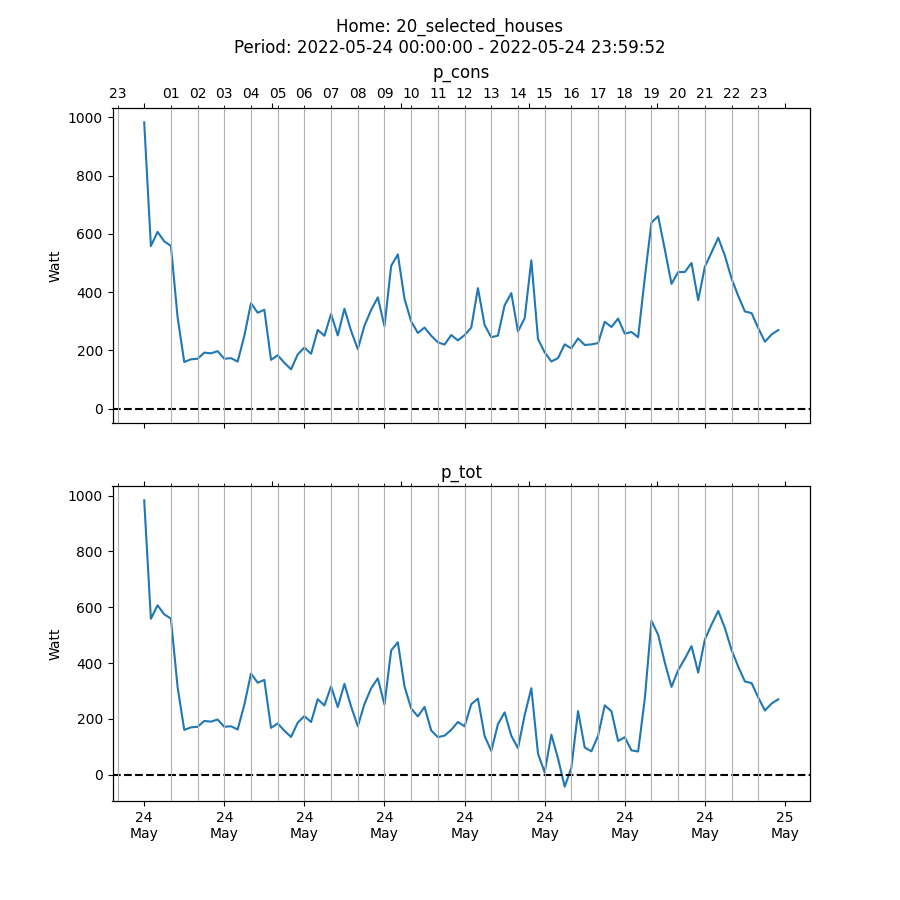 Home: 20_selected_houses
Period: 2022-05-24 00:00:00 - 2022-05-24 23:59:52
p_cons
23 01 02 03 04 05 06 07 08 09 10 11 12 13 14 15 16 17 18 19 20 21 22 23
1000
800
600
Watt
400
200
0
p_tot
1000
800
600
Watt
400
200
0
24 24 24 24 24 24 24 24 25
May May May May May May May May May